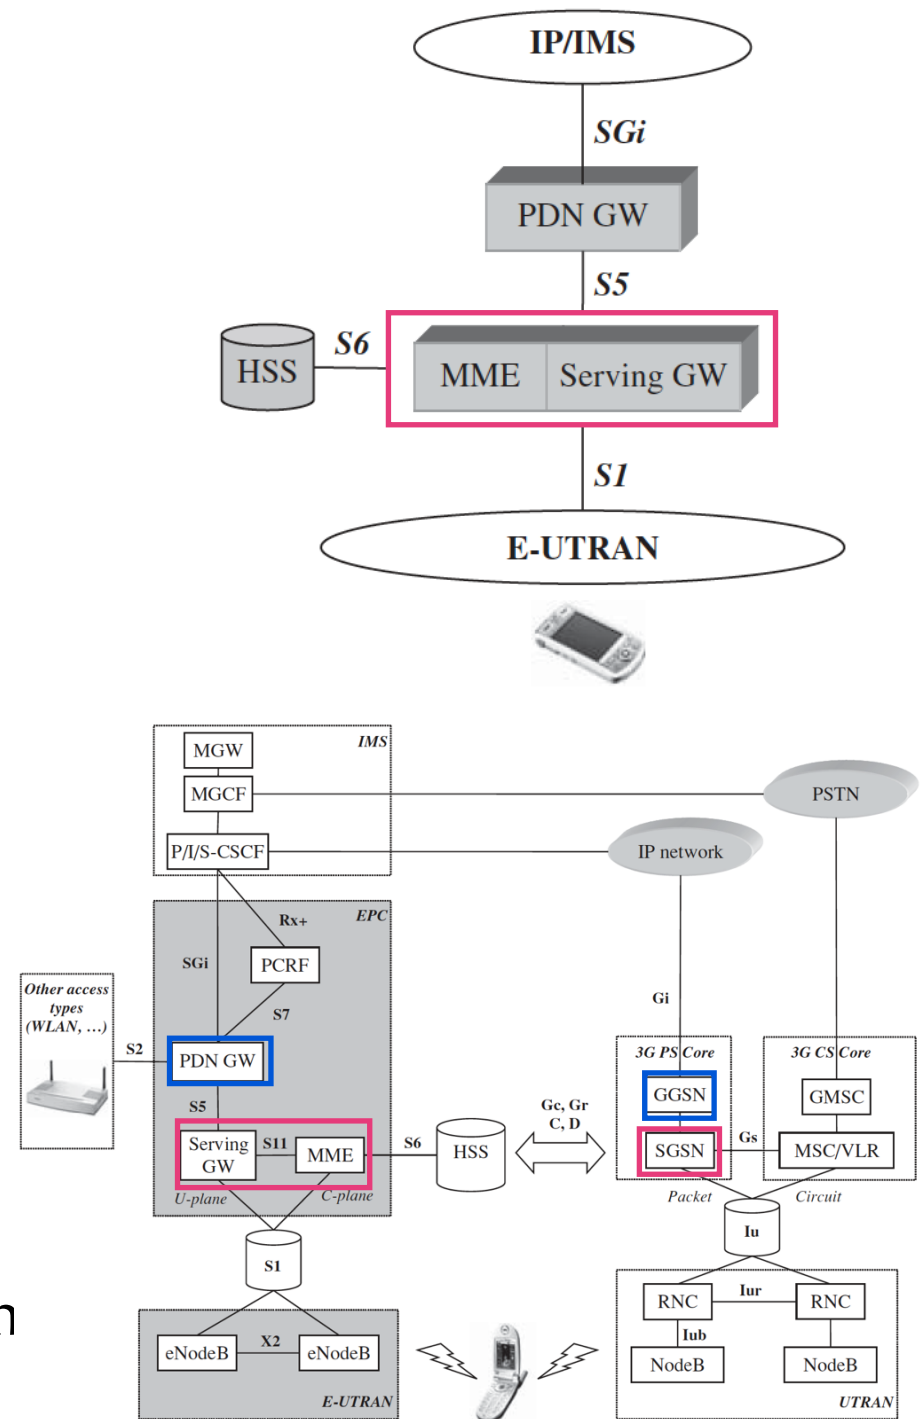 IP/IMS
SGi
PDN GW
S5
S6
HSS
MME
Serving GW
S1
E-UTRAN
IMS
MGW
MGCF
P/I/S-CSCF
PSTN
IP network
EPC
Rx+
SGi
PCRF
S7
Gi
Other access
types
(WLAN, ...)
S2
PDN GW
S5
Serving
GW
S11
MME
S6
HSS
U-plane
C-plane
Gc, Gr
C, D
3G PS Core
GGSN
SGSN
Gs
3G CS Core
GMSC
MSC/VLR
Packet
Circuit
S1
Iu
RNC
Iur
RNC
Iub
NodeB
NodeB
UTRAN
eNodeB
X2
eNodeB
E-UTRAN